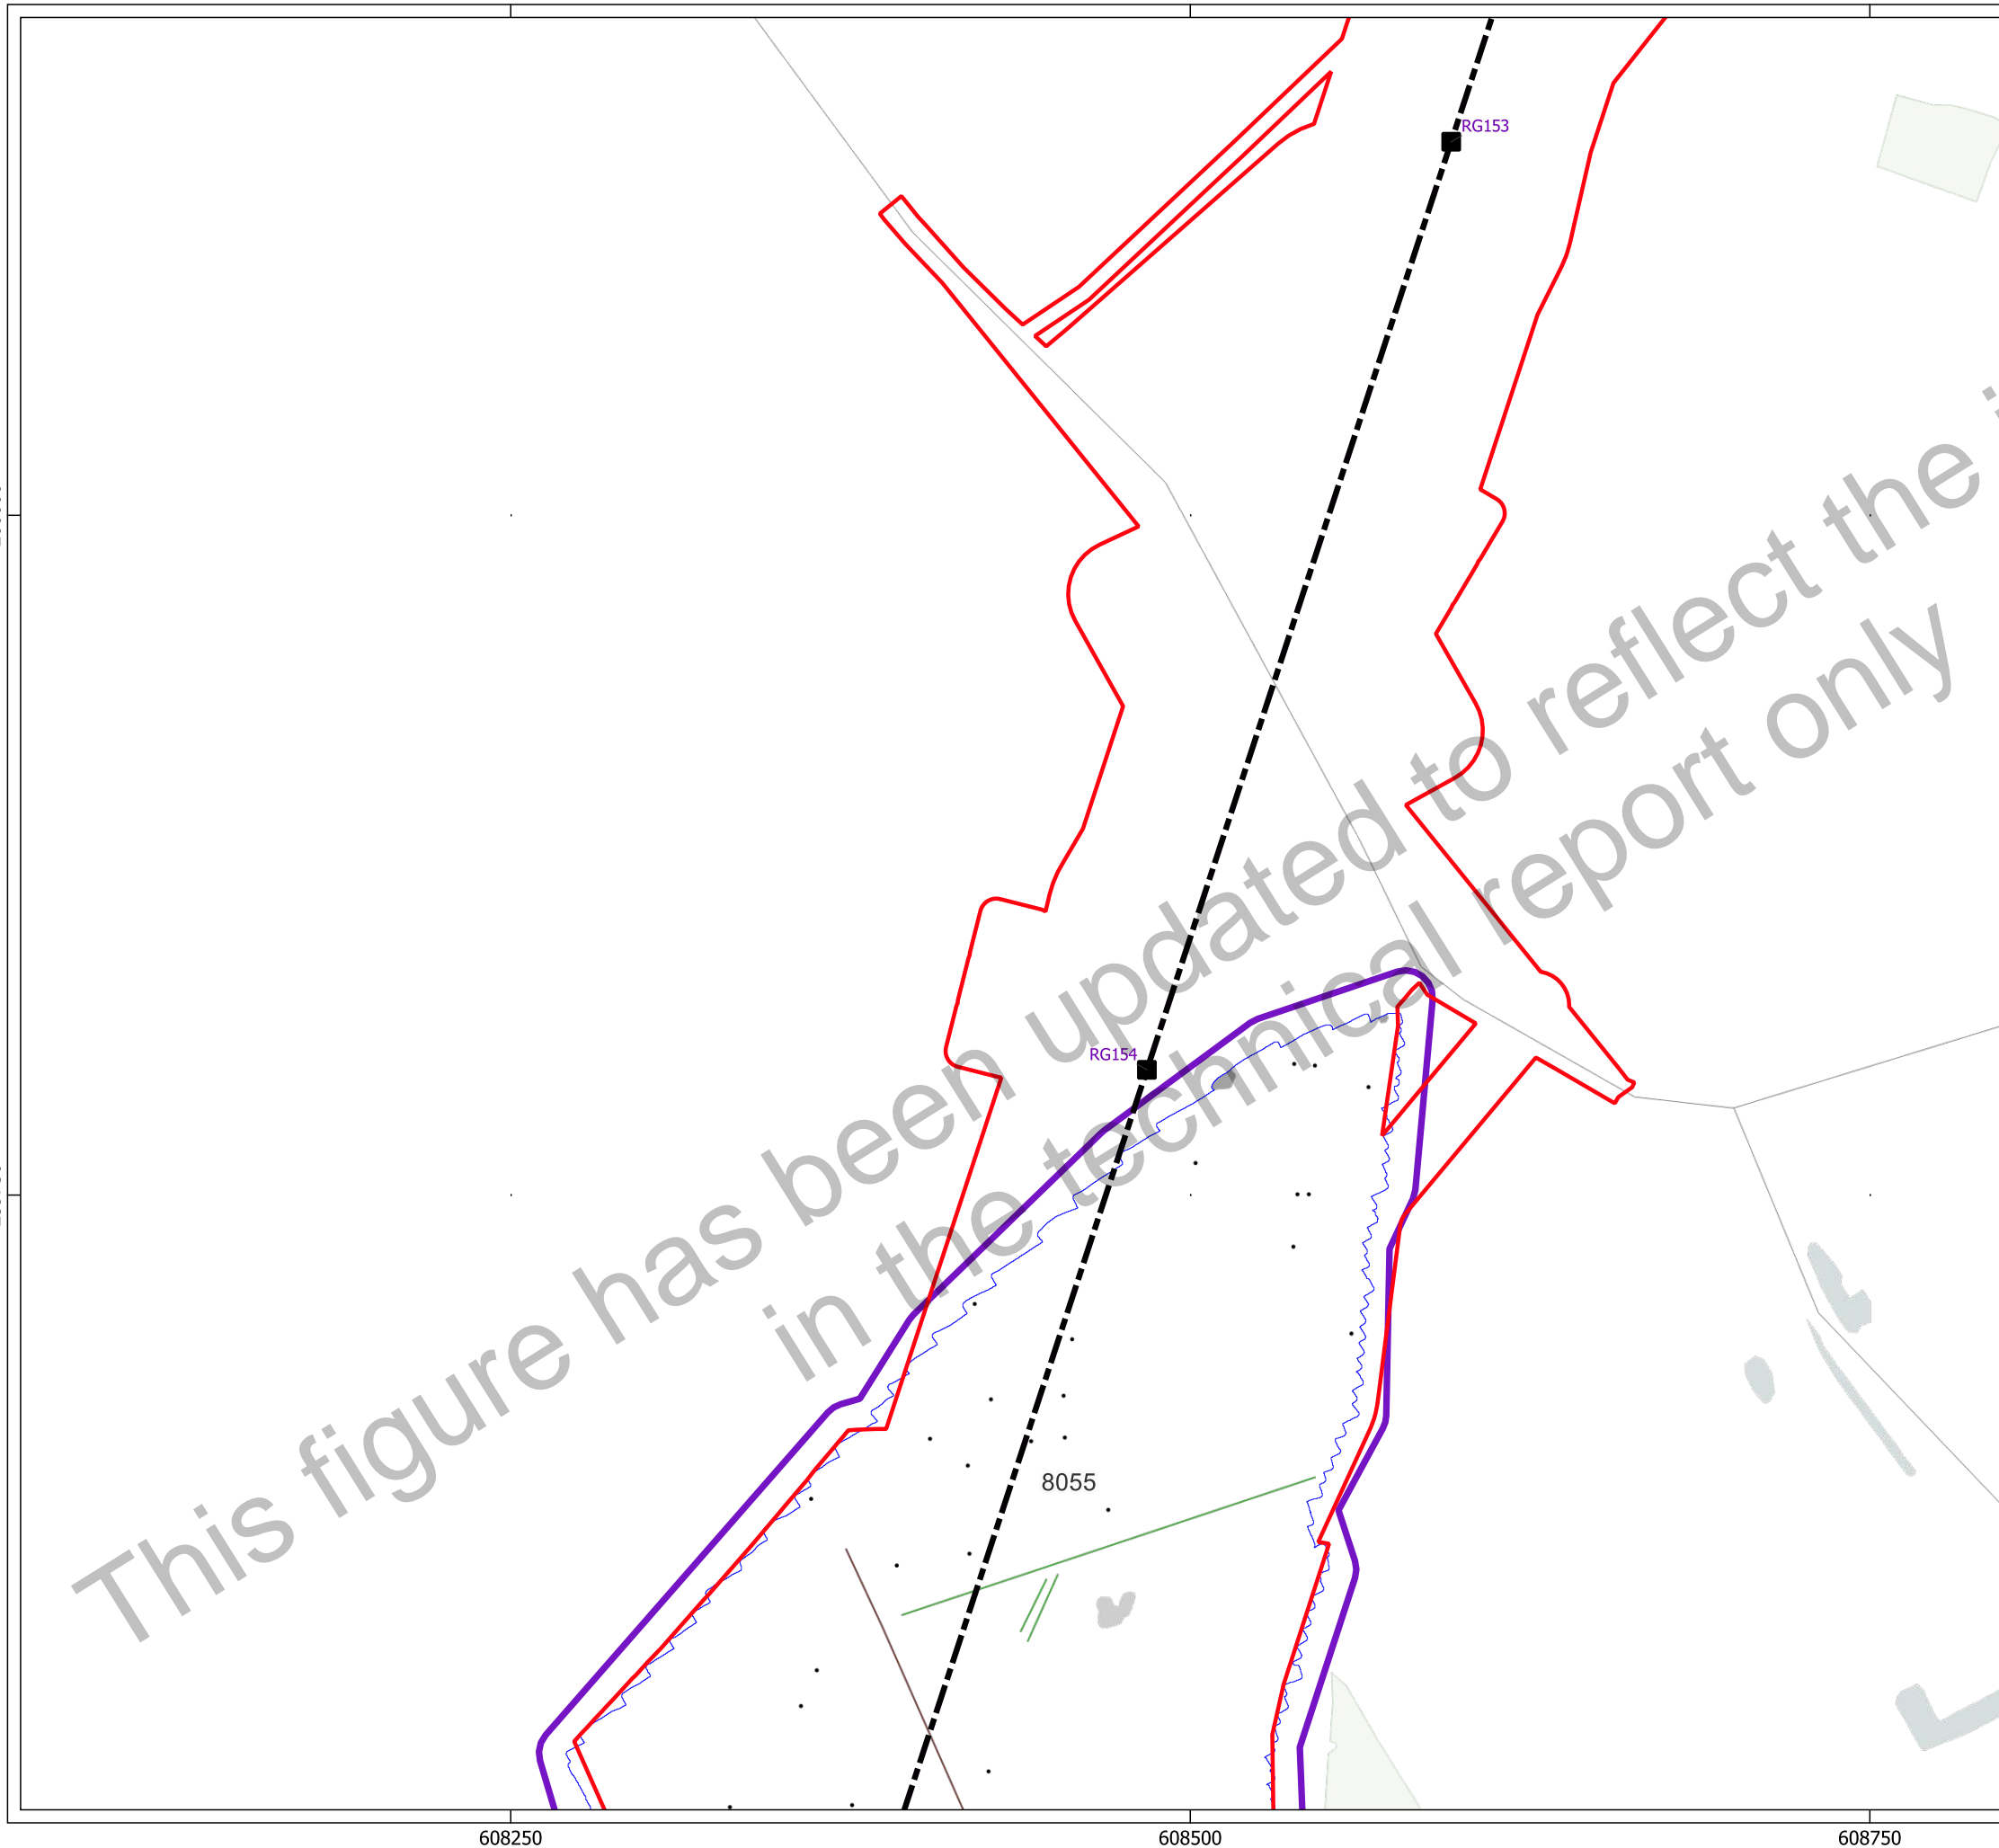 RG153
This figure has been updated to reflect the
in the technical report only
RG154
8055
608250
608500
608750